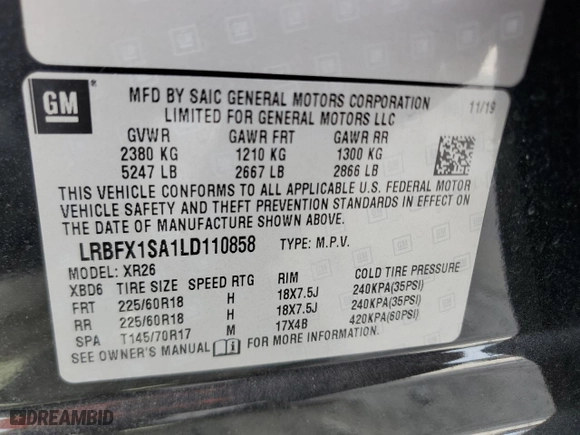 GM
MFD BY SAIC GENERAL MOTORS CORPORATION 11/19
LIMITED FOR GENERAL MOTORS LLC
GVWR GAWR FRT GAWR RR
2380 KG 1210 KG 1300 KG
5247 LB 2667 LB 2866 LB
THIS VEHICLE CONFORMS TO ALL APPLICABLE U.S. FEDERAL MOTOR
VEHICLE SAFETY AND THEFT PREVENTION STANDARDS IN EFFECT ON
THE DATE OF MANUFACTURE SHOWN ABOVE.
LRBFX1SA1LD110858 TYPE: M.P.V.
MODEL: XR26
XBD6 TIRE SIZE SPEED RTG RIM COLD TIRE PRESSURE
FRT 225/60R18 H 18X7.5J 240KPA(35PSI)
RR 225/60R18 H 18X7.5J 240KPA(35PSI)
SPA T145/70R17 M 17X4B 420KPA(60PSI)
SEE OWNER'S MANUAL FOR MORE INFORMATION.
DREAMBID